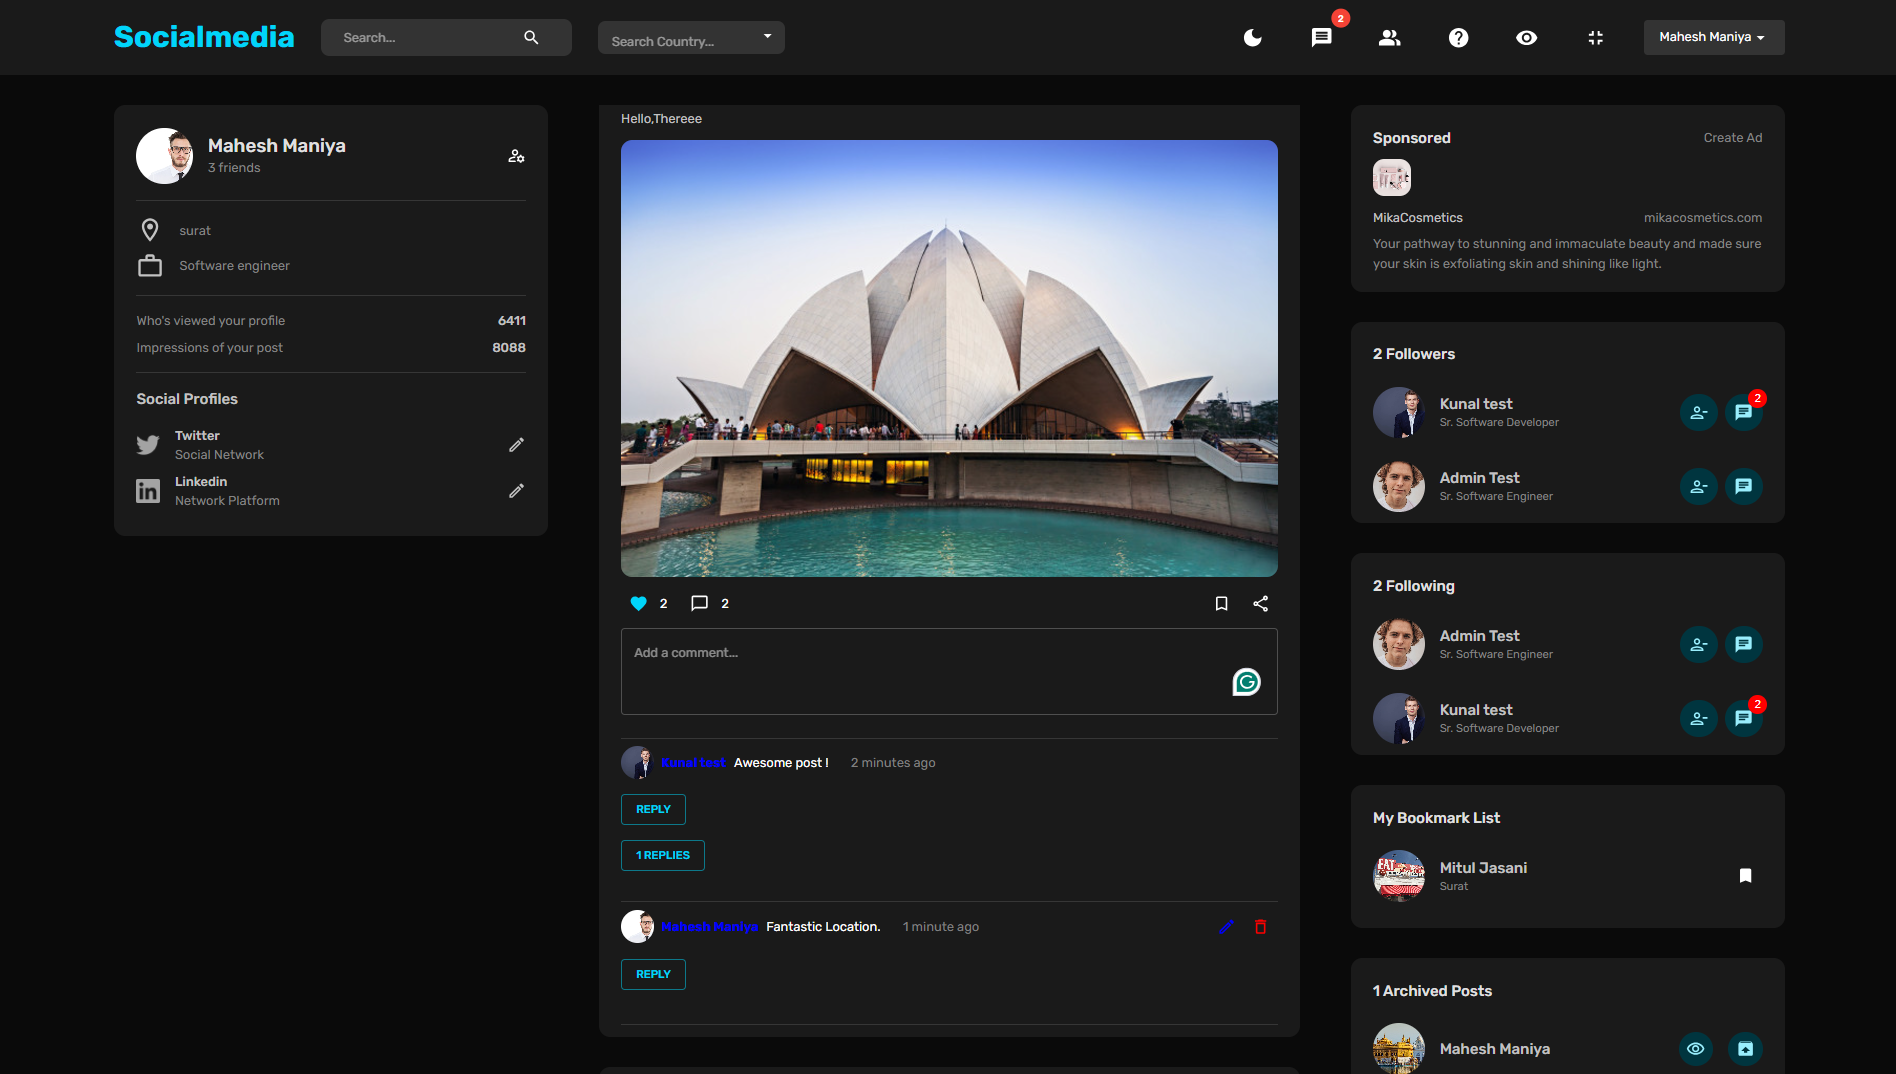 Socialmedia
Search...
Search Country...
2
Mahesh Maniya
Mahesh Maniya
3 friends
surat
Software engineer
Who's viewed your profile 6411
Impressions of your post 8088
Social Profiles
Twitter
Social Network
Linkedin
Network Platform
Hello,Thereee
2 2
Add a comment...
Kunal test Awesome post ! 2 minutes ago
REPLY
1 REPLIES
Mahesh Maniya Fantastic Location. 1 minute ago
REPLY
Sponsored Create Ad
MikaCosmetics mikacosmetics.com
Your pathway to stunning and immaculate beauty and made sure
your skin is exfoliating skin and shining like light.
2 Followers
Kunal test
Sr. Software Developer
2
Admin Test
Sr. Software Engineer
2 Following
Admin Test
Sr. Software Engineer
Kunal test
Sr. Software Developer
2
My Bookmark List
EAT
Mitul Jasani
Surat
1 Archived Posts
Mahesh Maniya